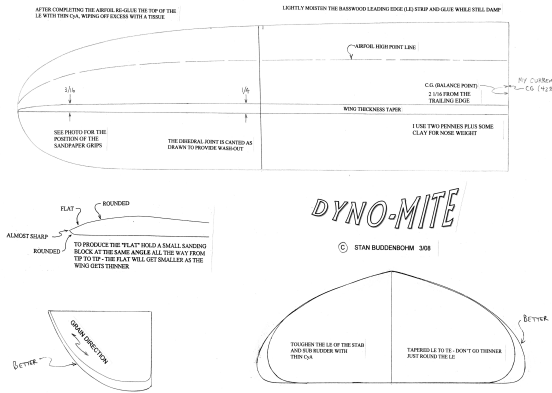 AFTER COMPLETING THE AIRFOIL RE-GLUE THE TOP OF
THE LE WITH THIN CyA, WIPING OFF EXCESS WITH A TISSUE
LIGHTLY MOISTEN THE BASSWOOD LEADING EDGE (LE) STRIP AND GLUE WHILE STILL DAMP
AIRFOIL HIGH POINT LINE
3/16
1/4
C.G. (BALANCE POINT)
2 1/16 FROM THE
TRAILING EDGE
MY CURREN
CG
WING THICKNESS TAPER
SEE PHOTO FOR THE
POSITION OF THE
SANDPAPER GRIPS
THE DIHEDRAL JOINT IS CANTED AS
DRAWN TO PROVIDE WASH-OUT
I USE TWO PENNIES PLUS SOME
CLAY FOR NOSE WEIGHT
FLAT
ROUNDED
ALMOST SHARP
ROUNDED
TO PRODUCE THE "FLAT" HOLD A SMALL SANDING
BLOCK AT THE SAME ANGLE ALL THE WAY FROM
TIP TO TIP - THE FLAT WILL GET SMALLER AS THE
WING GETS THINNER
DYNO-MITE
© STAN BUDDENBOHM 3/08
GRAIN DIRECTION
BETTER
TOUGHEN THE LE OF THE STAB
AND SUB RUDDER WITH
THIN CyA
TAPERED LE TO TE - DON'T GO THINNER
JUST ROUND THE LE
BETTER